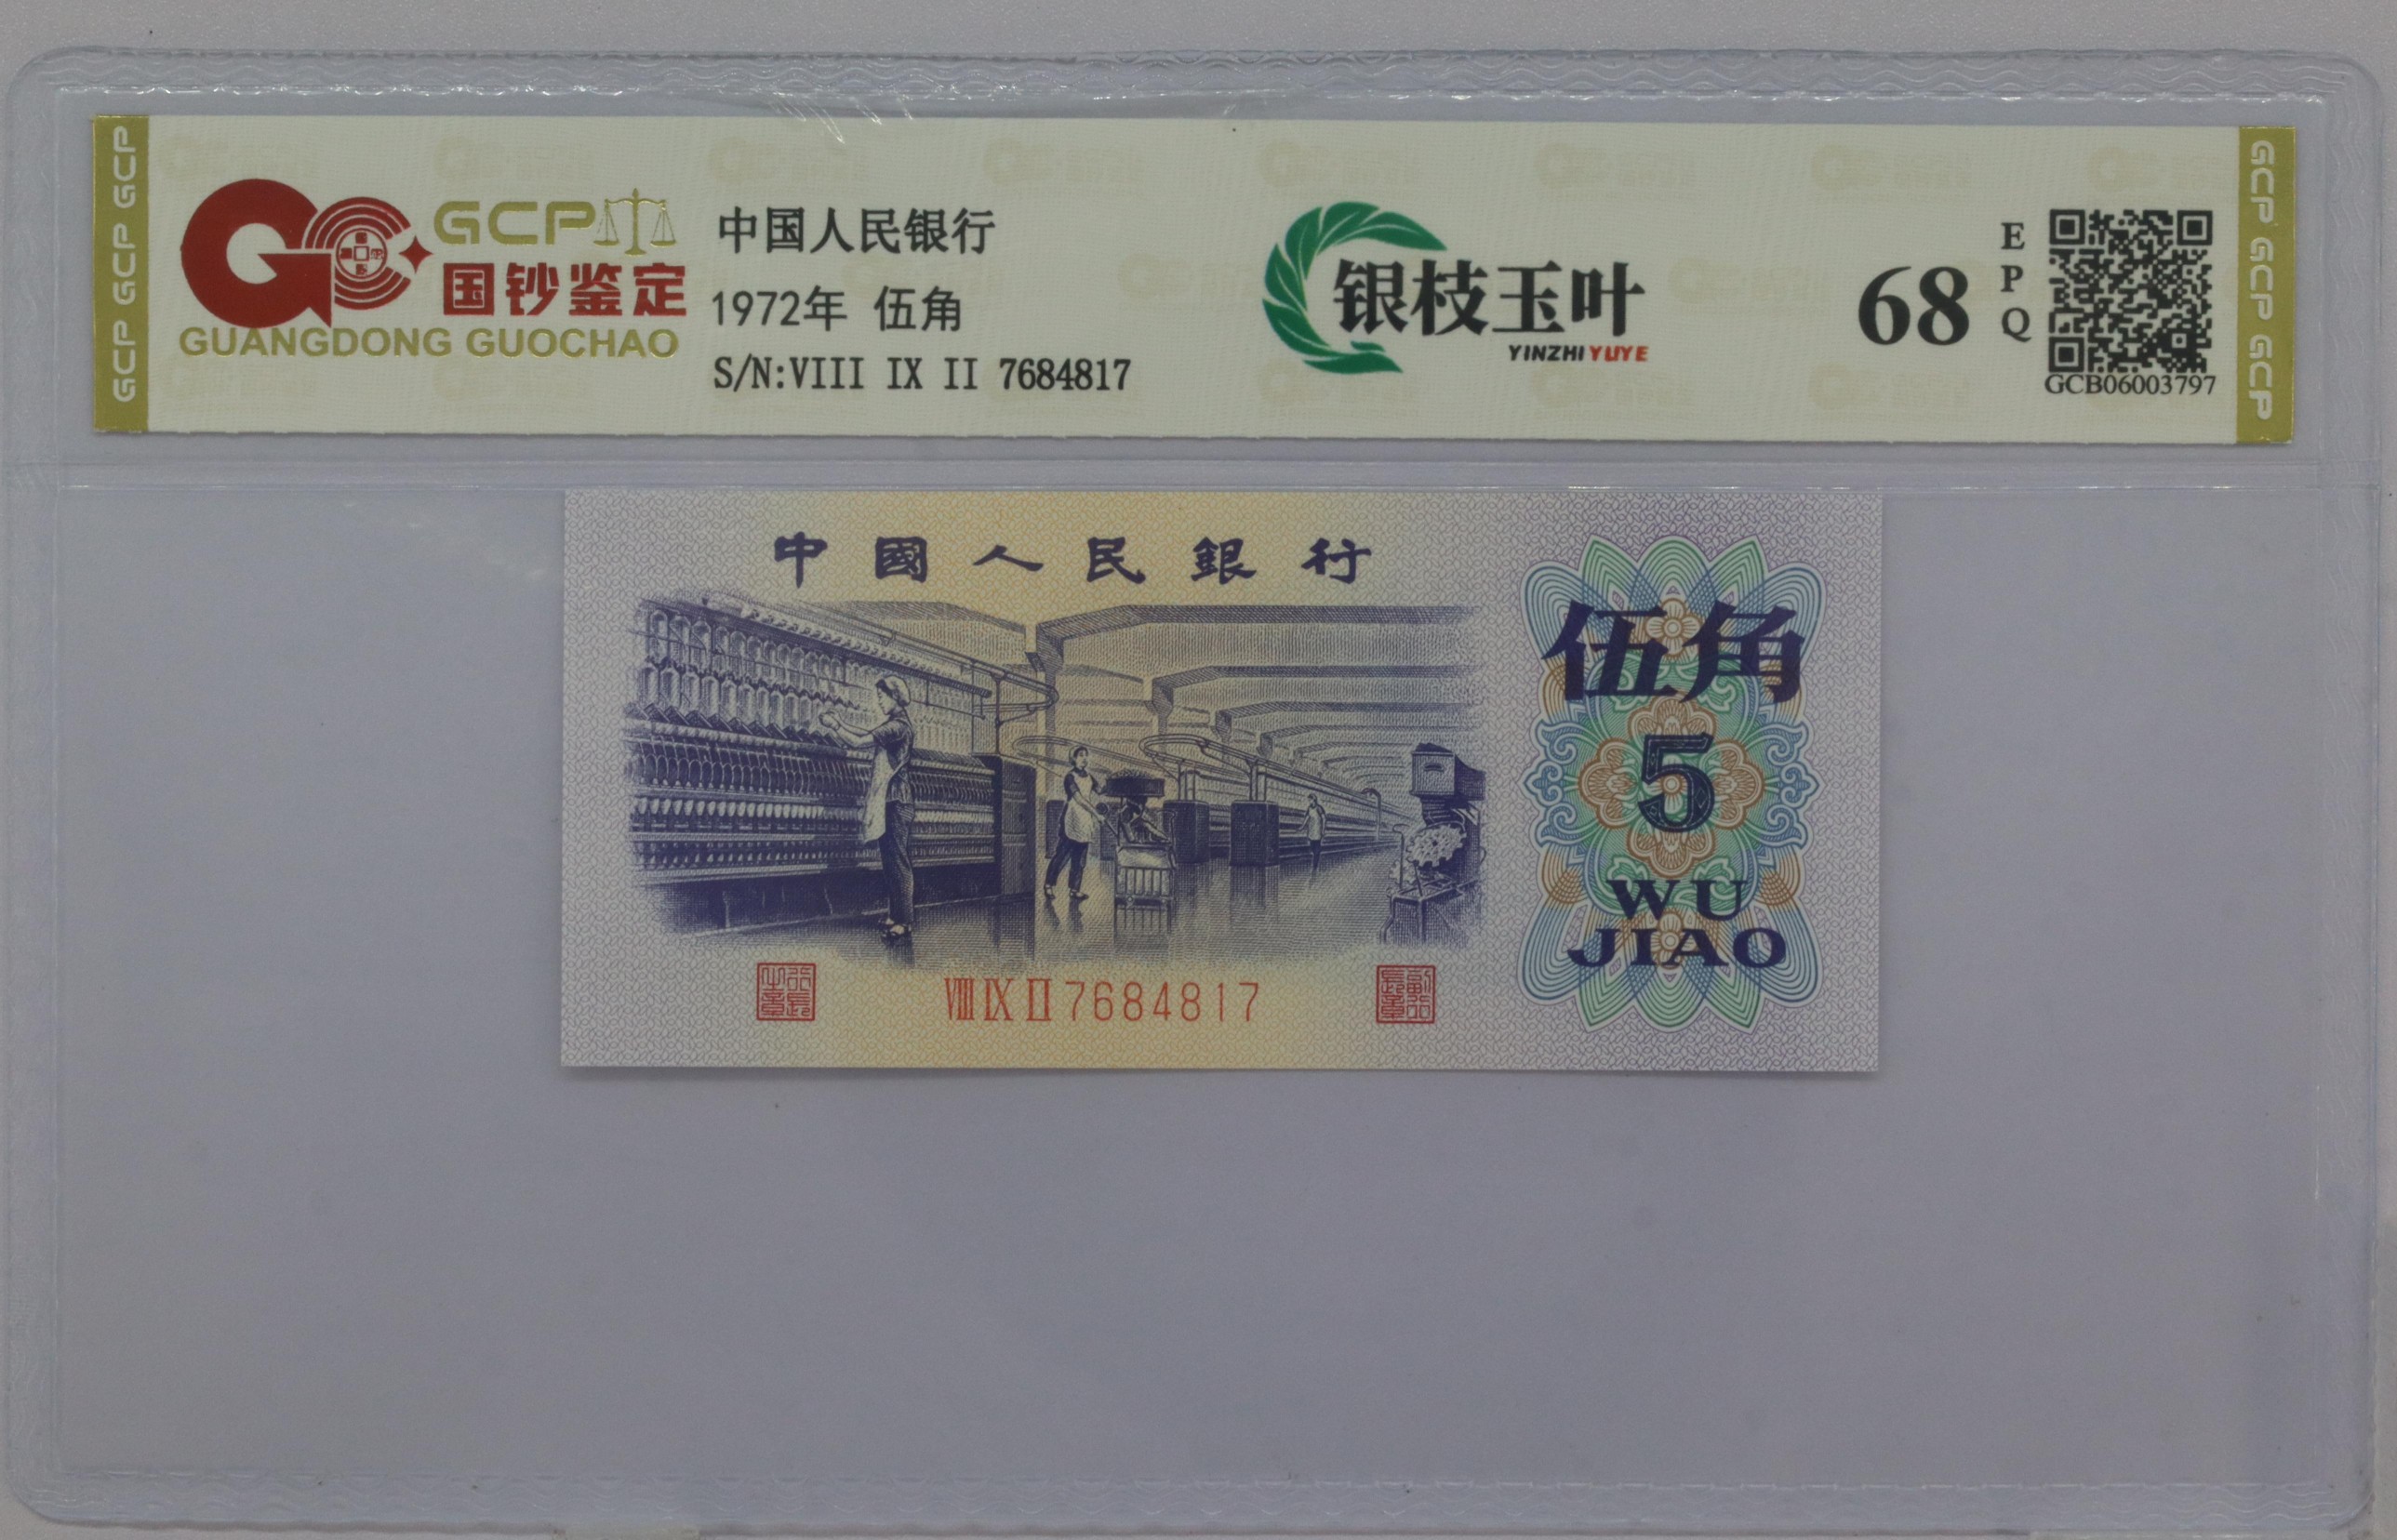 GCP GCP GCP
GCP
国钞鉴定
GUANGDONG GUOCHAO
中国人民银行
1972年 伍角
S/N:VIII IX II 7684817
银枝玉叶
YINZHI YUYE
68
EPQ
GCB06003797
GCP GCP GCP
中國人民銀行
伍角
5
WU
JIAO
VIII IX II 7684817